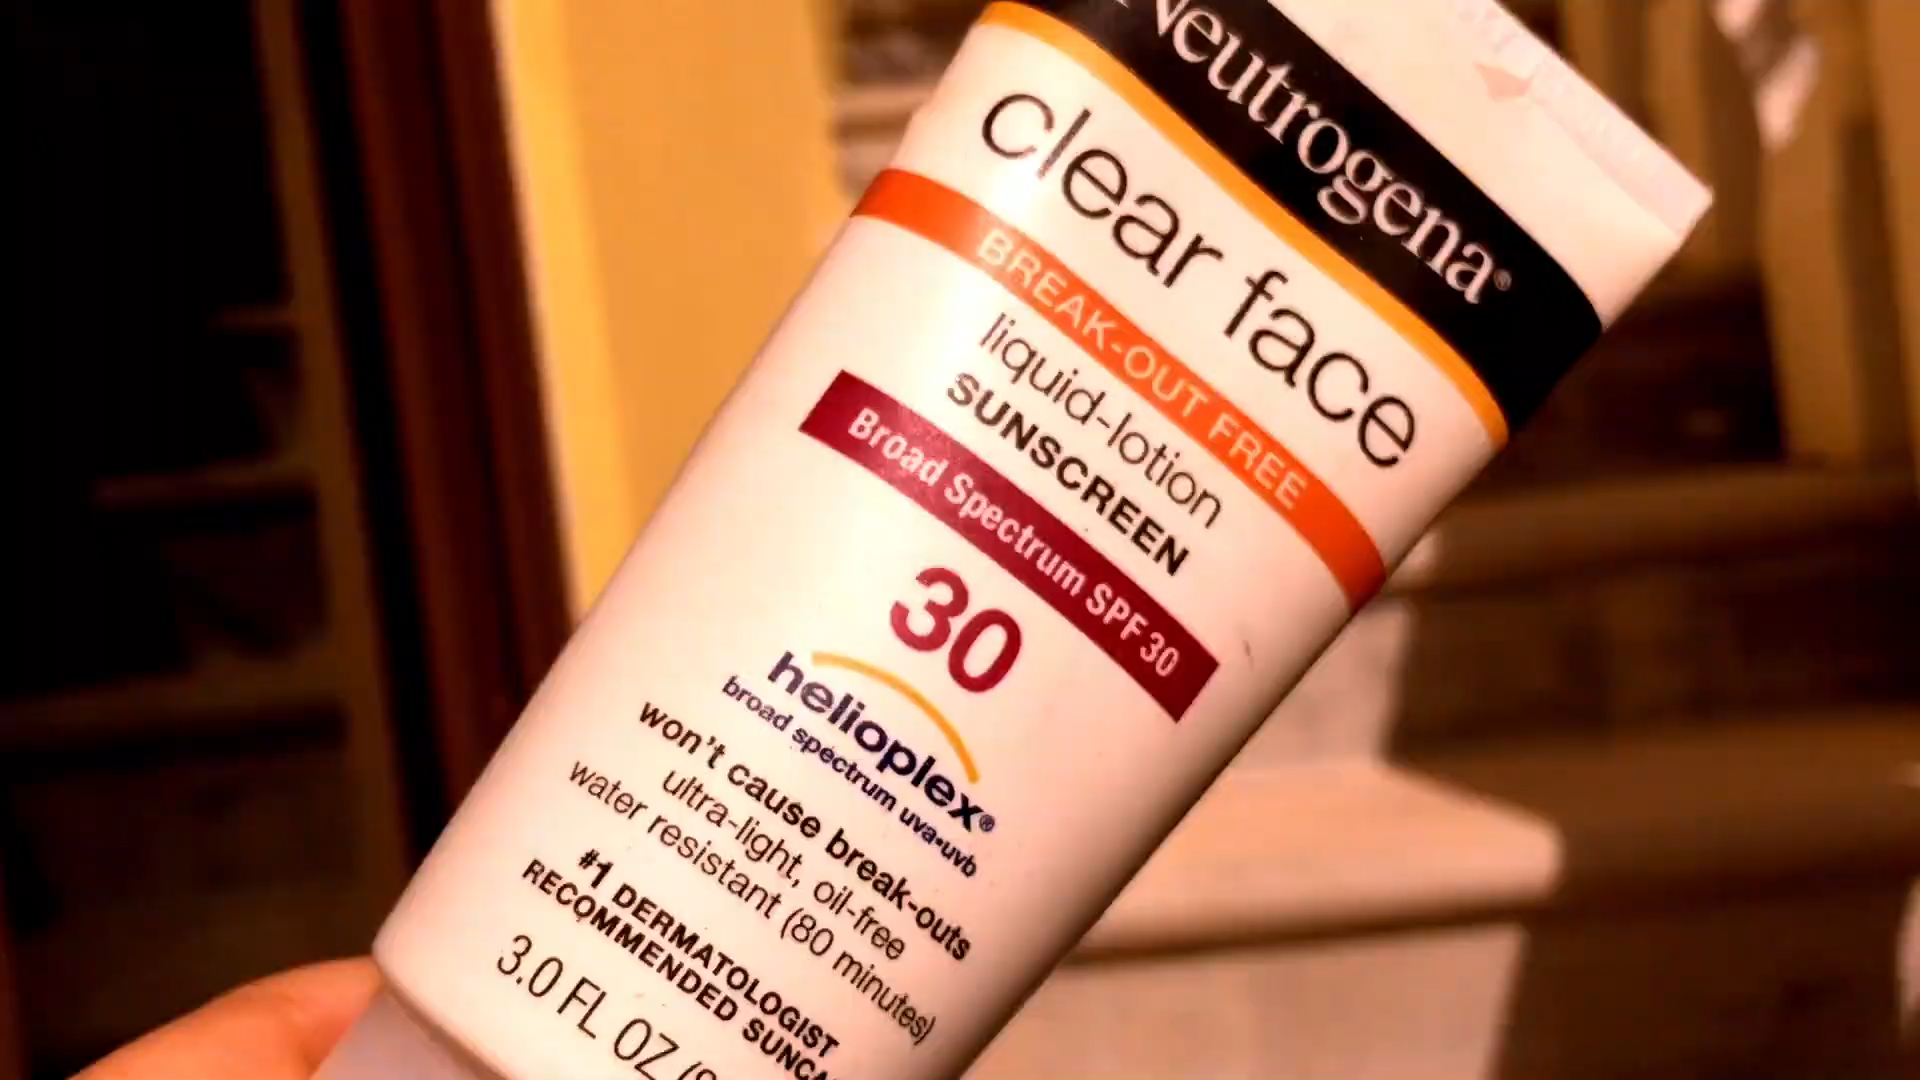 Neutrogena®
clear face
BREAK-OUT FREE
liquid-lotion
SUNSCREEN
Broad Spectrum SPF 30
30
helioplex®
broad spectrum uva•uvb
won't cause break-outs
ultra-light, oil-free
water resistant (80 minutes)
#1 DERMATOLOGIST
RECOMMENDED
3.0 FL OZ